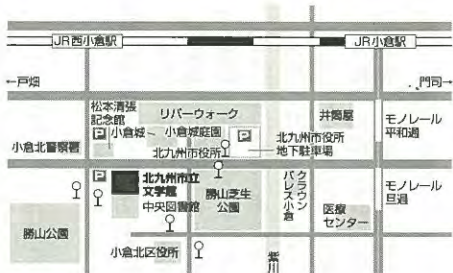 JR西小倉駅
JR小倉駅
←戸畑
門司→
松本清張
記念館
リバーウォーク
井筒屋
モノレール
平和通
P
小倉城
小倉城庭園
P
小倉北警察署
北九州市役所
北九州市役所
地下駐車場
P
北九州市立
文学館
中央図書館
勝山芝生
公園
クラウン
パレス小倉
モノレール
旦過
医療
センター
勝山公園
小倉北区役所
紫川